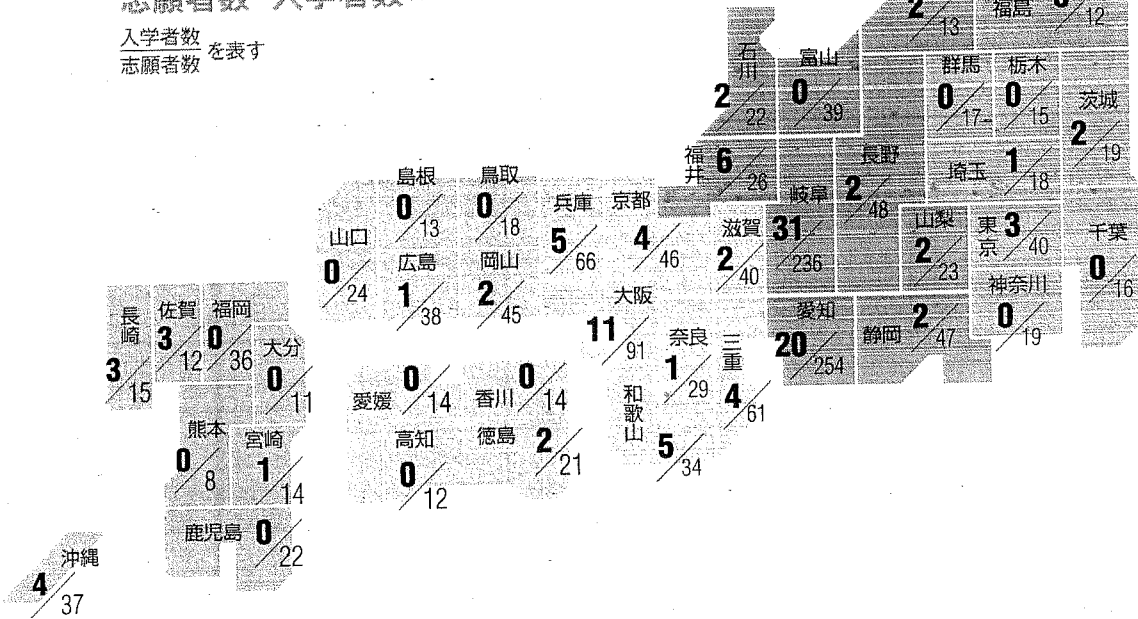 志願者数 入学者数
入学者数
志願者数
を表す
2/13
福島
12
石川 2/22
富山 0/39
群馬 0/17
栃木 0/15
茨城 2/19
福井 6/26
長野 2/48
埼玉 1/18
岐阜 31/236
山梨 2/23
東京 3/40
千葉 0/16
神奈川 0/19
愛知 20/254
静岡 2/47
島根 0/13
鳥取 0/18
兵庫 5/66
京都 4/46
滋賀 2/40
山口 0/24
広島 1/38
岡山 2/45
大阪 11/91
奈良 1/29
三重 4/61
和歌山 5/34
長崎 3/15
佐賀 3/12
福岡 0/36
大分 0/11
愛媛 0/14
香川 0/14
高知 0/12
徳島 2/21
熊本 0/8
宮崎 1/14
鹿児島 0/22
沖縄 4/37